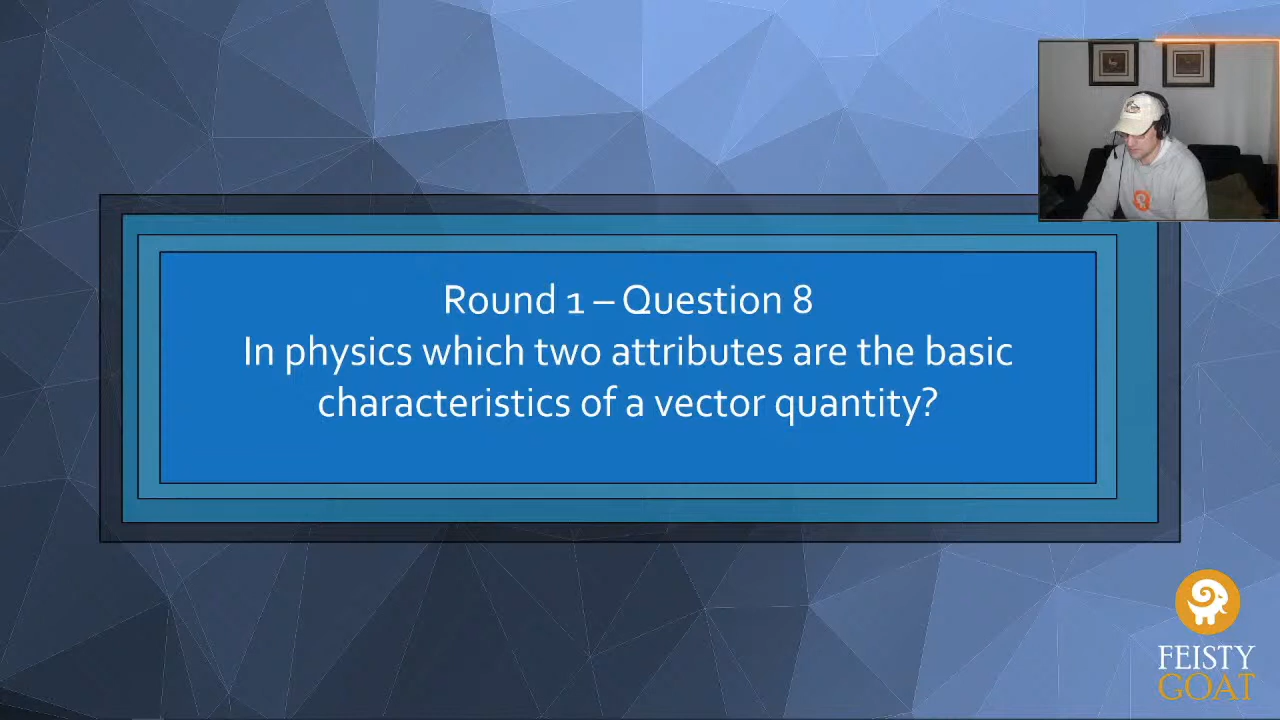 Round 1 – Question 8
In physics which two attributes are the basic
characteristics of a vector quantity?
FEISTY
GOAT